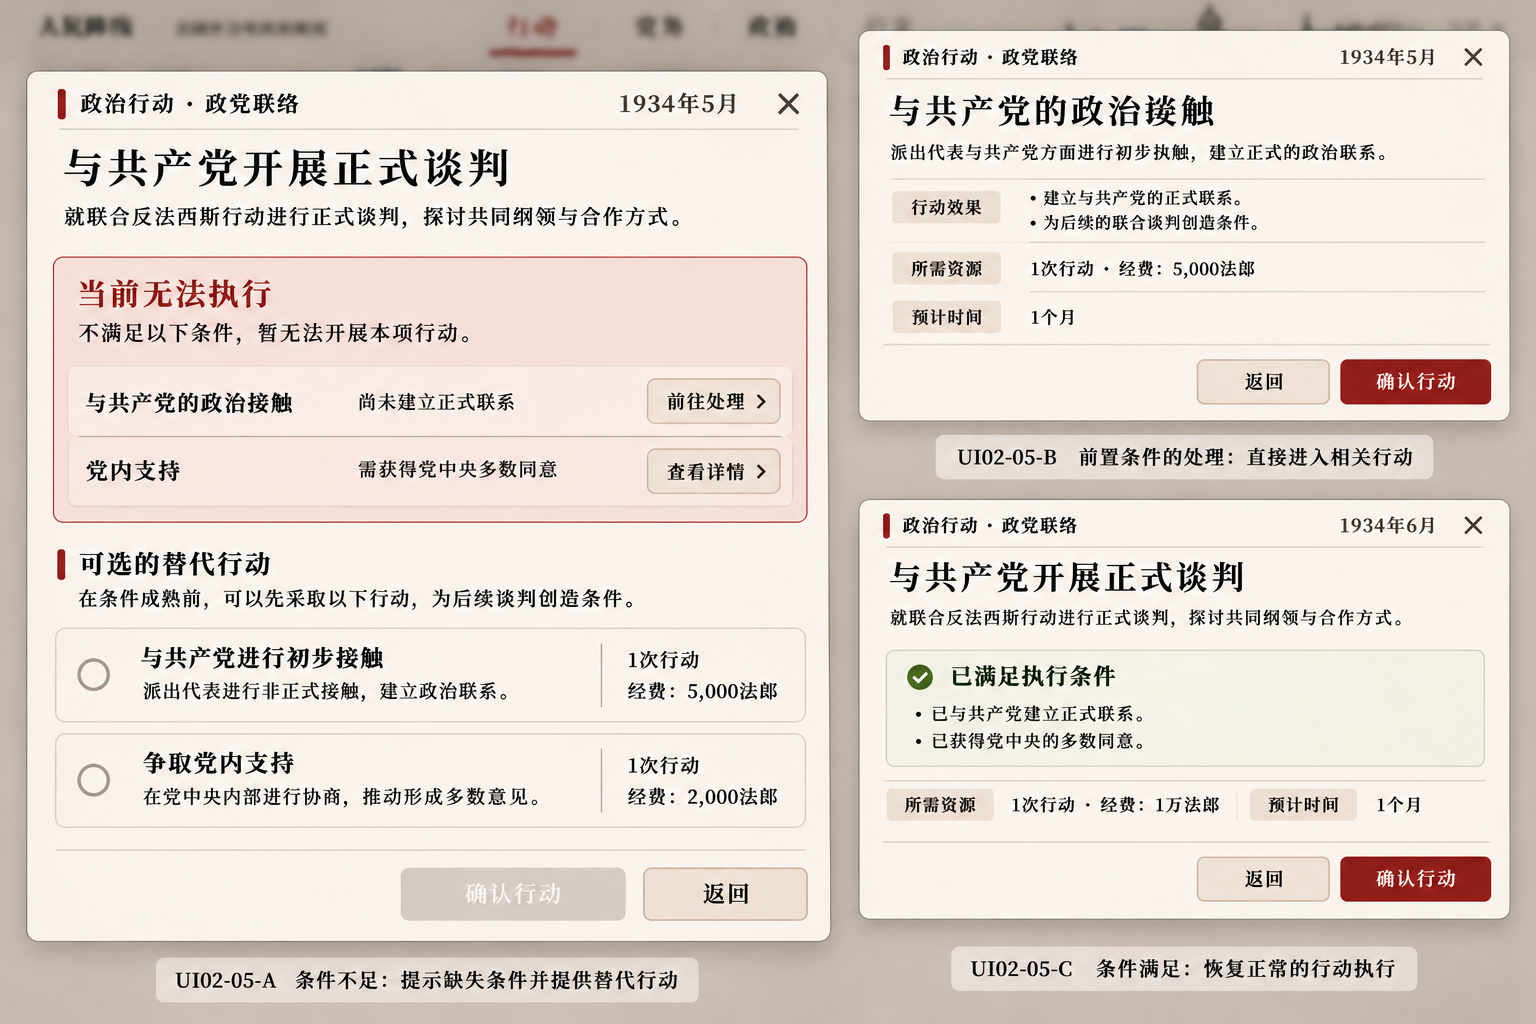 行动
党务
政治
政治行动 · 政党联络
1934年5月
与共产党开展正式谈判
就联合反法西斯行动进行正式谈判，探讨共同纲领与合作方式。
当前无法执行
不满足以下条件，暂无法开展本项行动。
与共产党的政治接触 尚未建立正式联系 前往处理
党内支持 需获得党中央多数同意 查看详情
可选的替代行动
在条件成熟前，可以先采取以下行动，为后续谈判创造条件。
与共产党进行初步接触
派出代表进行非正式接触，建立政治联系。
1次行动
经费：5,000法郎
争取党内支持
在党中央内部进行协商，推动形成多数意见。
1次行动
经费：2,000法郎
确认行动
返回
UI02-05-A 条件不足：提示缺失条件并提供替代行动
政治行动 · 政党联络
1934年5月
与共产党的政治接触
派出代表与共产党方面进行初步执触，建立正式的政治联系。
行动效果
• 建立与共产党的正式联系。
• 为后续的联合谈判创造条件。
所需资源 1次行动 · 经费：5,000法郎
预计时间 1个月
返回
确认行动
UI02-05-B 前置条件的处理：直接进入相关行动
政治行动 · 政党联络
1934年6月
与共产党开展正式谈判
就联合反法西斯行动进行正式谈判，探讨共同纲领与合作方式。
已满足执行条件
• 已与共产党建立正式联系。
• 已获得党中央的多数同意。
所需资源 1次行动 · 经费：1万法郎 预计时间 1个月
返回
确认行动
UI02-05-C 条件满足：恢复正常的行动执行